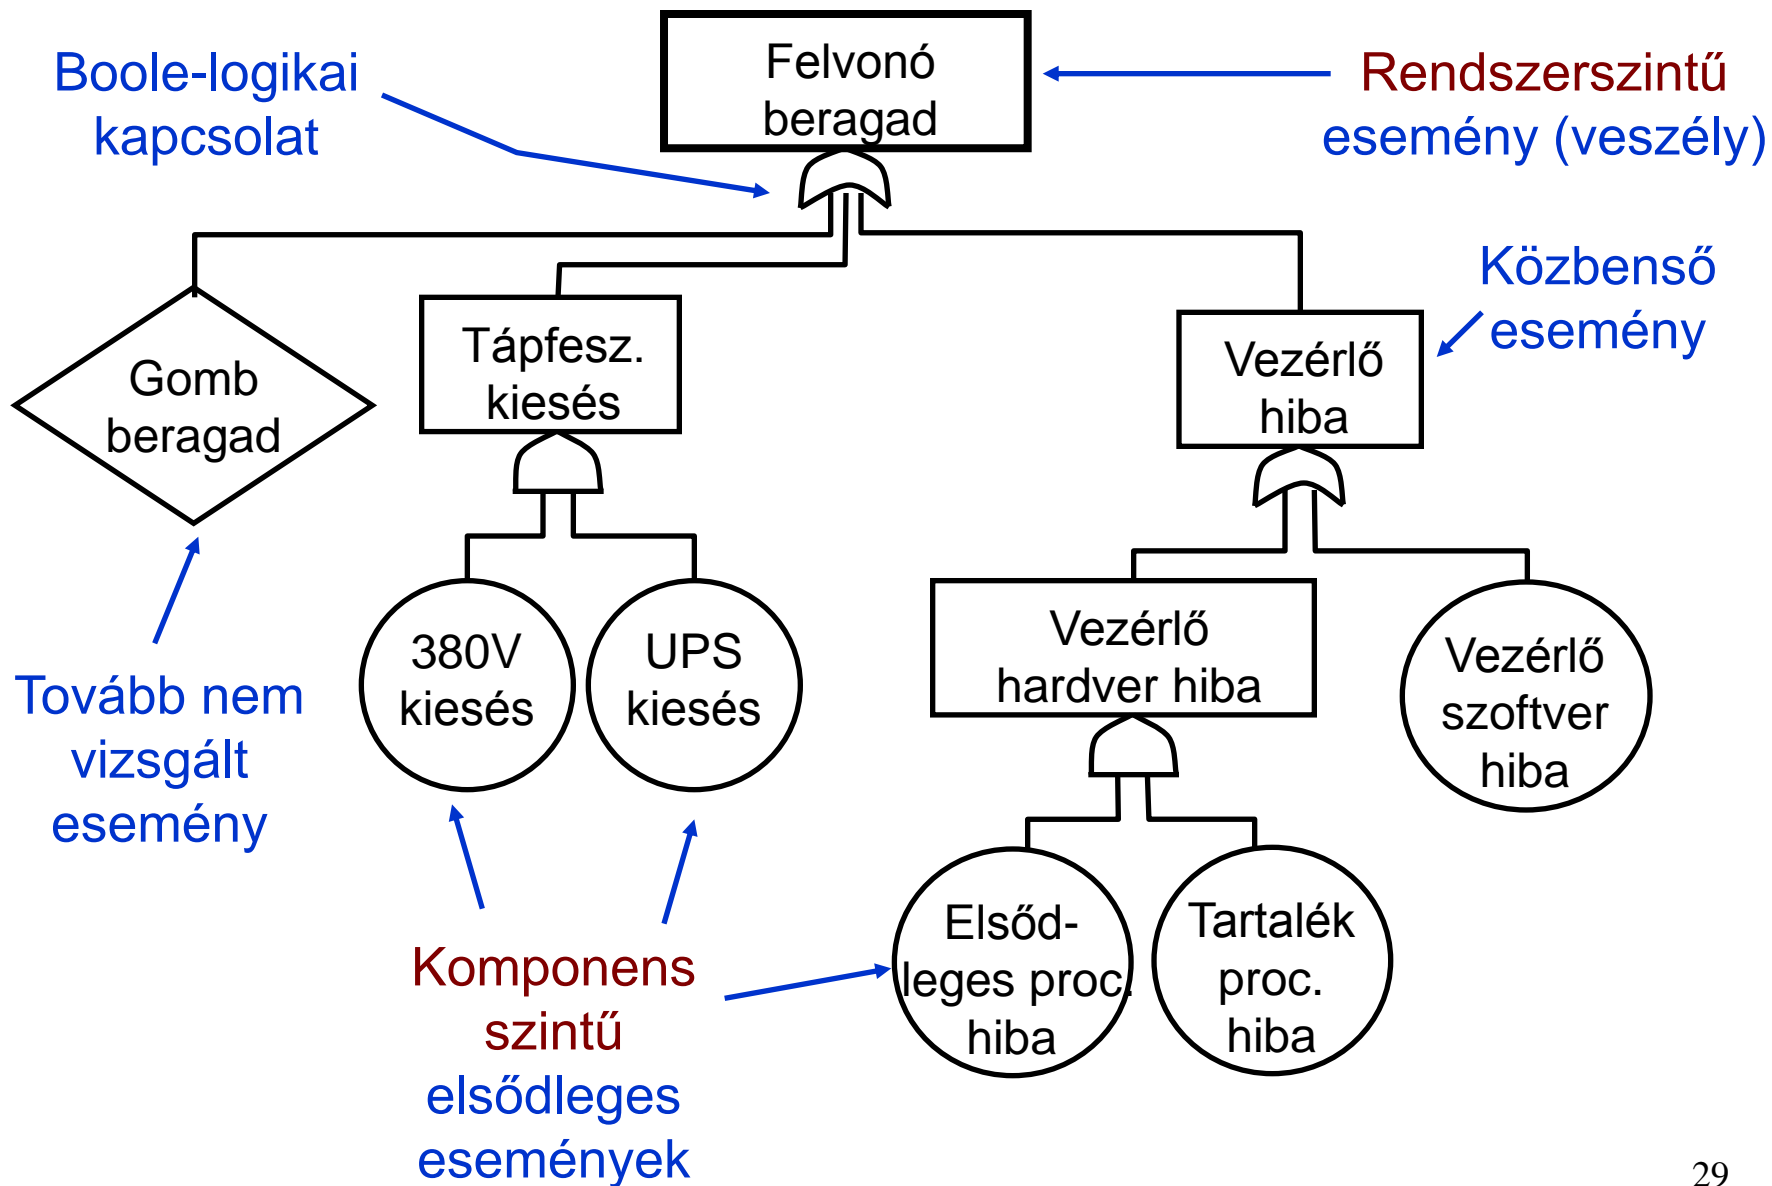 Felvonó
beragad
Boole-logikai
kapcsolat
Rendszerszintű
esemény (veszély)
Közbenső
esemény
Gomb
beragad
Tápfesz.
kiesés
Vezérlő
hiba
380V
kiesés
UPS
kiesés
Vezérlő
hardver hiba
Vezérlő
szoftver
hiba
Tovább nem
vizsgált
esemény
Elsőd-
leges proc.
hiba
Tartalék
proc.
hiba
Komponens
szintű
elsődleges
események
29